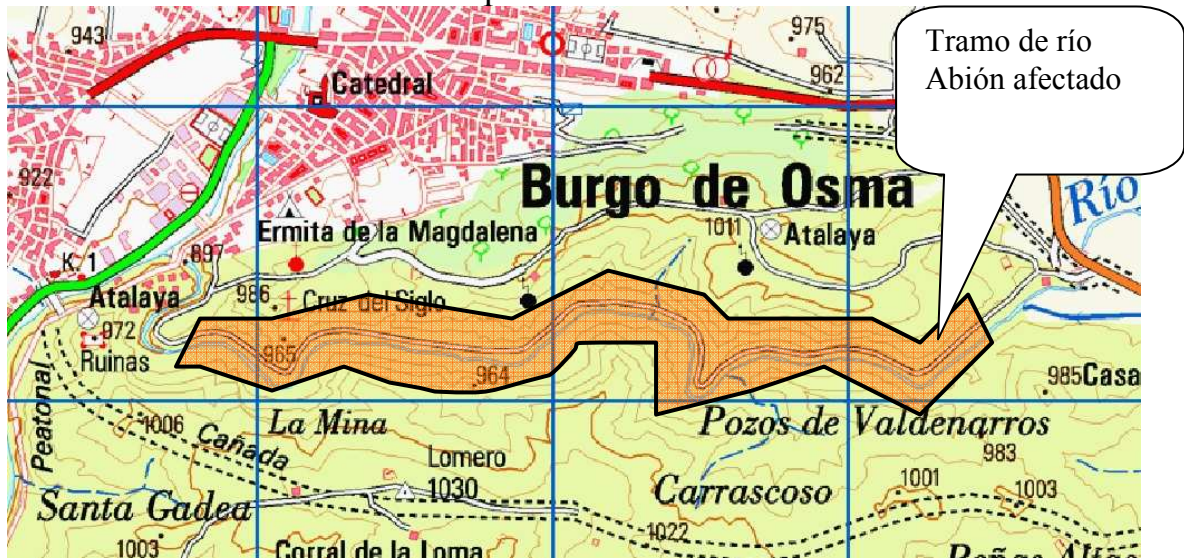 Tramo de río
Abión afectado
943
975
962
Catedral
922
Burgo de Osma
Río
1011
Atalaya
Ermita de la Magdalena
K. 1
897
Atalaya
986
Cruz del Siglo
972
Ruinas
965
964
985
Casa
Peatonal
1006
Cañada
La Mina
Pozos de Valdenarros
983
Lomero
1030
Carrascoso
1001
1003
Santa Gadea
1022
1003
Corral de la Loma